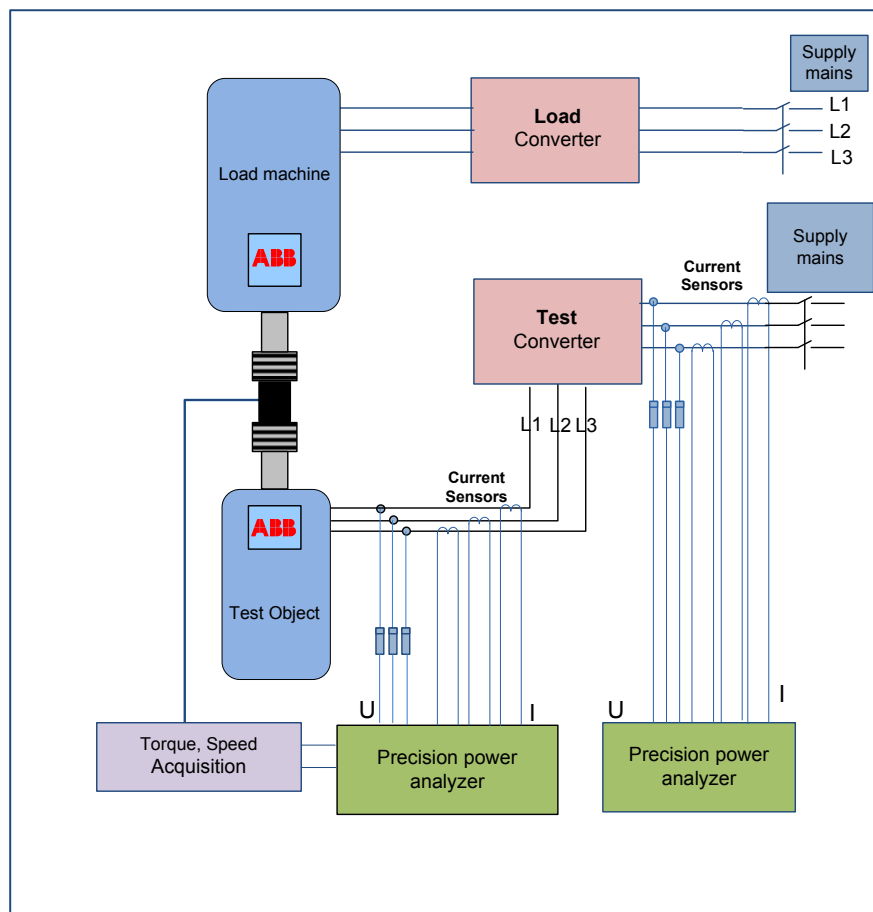 Supply
mains
Load
Converter
L1
L2
L3
Load machine
ABB
Supply
mains
Current
Sensors
Test
Converter
L1 L2 L3
Current
Sensors
ABB
Test Object
U
I
U
I
Torque, Speed
Acquisition
Precision power
analyzer
Precision power
analyzer